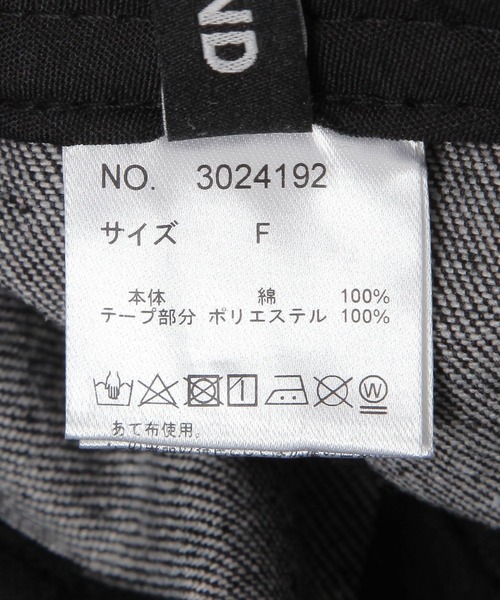 ND
NO. 3024192
サイズ F
本体 綿 100%
テープ部分 ポリエステル 100%
W
あて布使用。